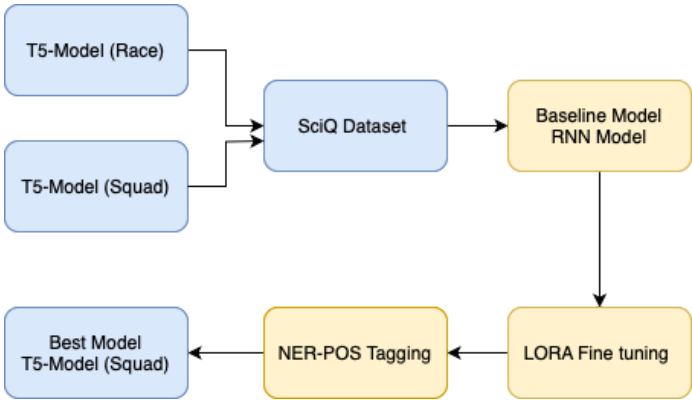 T5-Model (Race)
SciQ Dataset
Baseline Model
RNN Model
T5-Model (Squad)
Best Model
T5-Model (Squad)
NER-POS Tagging
LORA Fine tuning